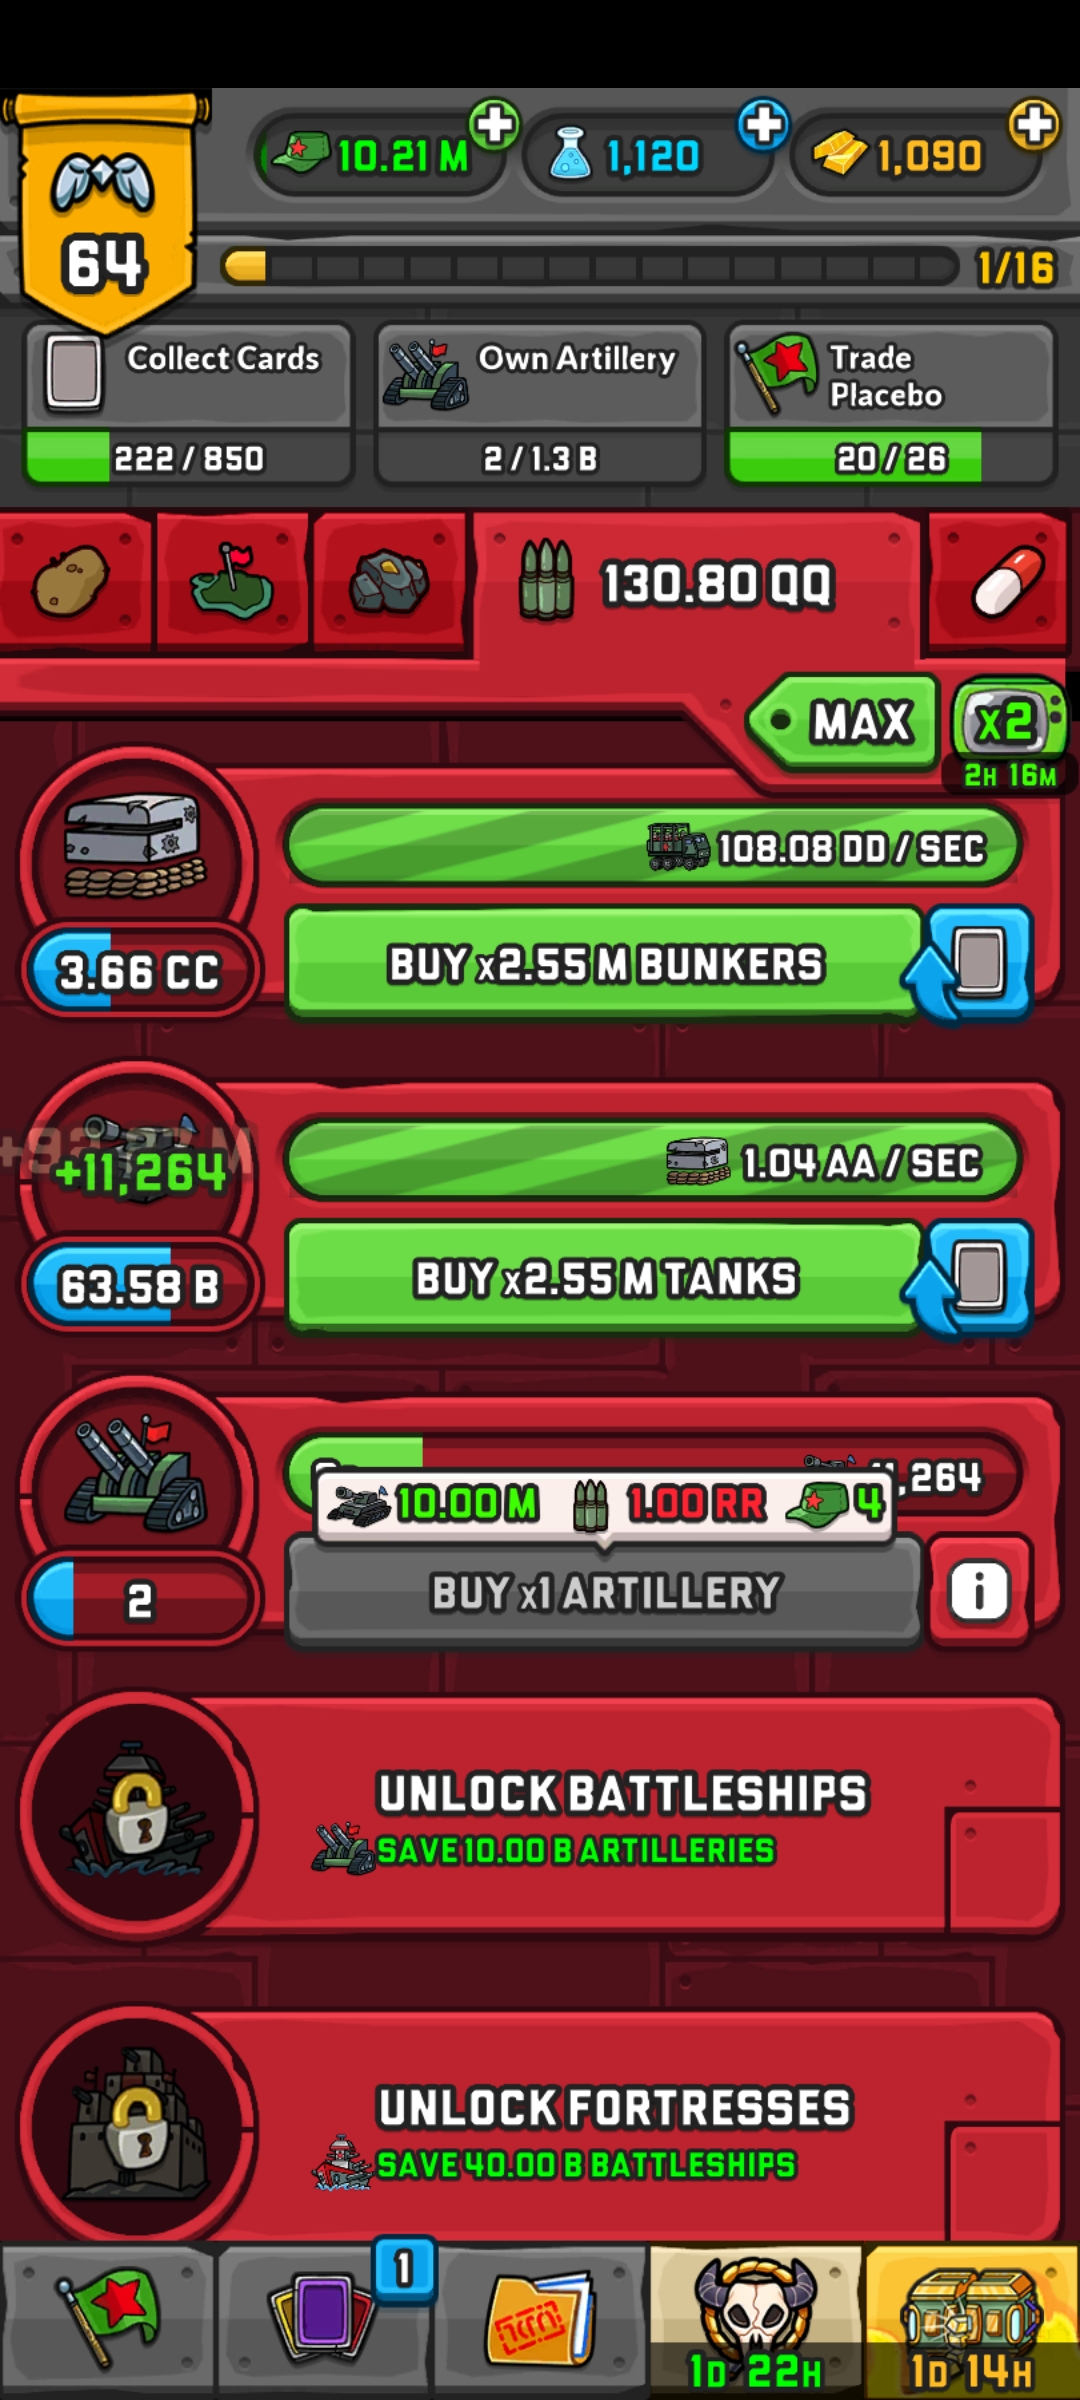 64
10.21 M
1,120
1,090
1/16
Collect Cards
222 / 850
Own Artillery
2 / 1.3 B
Trade
Placebo
20 / 26
130.80 QQ
MAX
x2
2H 16M
108.08 DD / SEC
3.66 CC
BUY x2.55 M BUNKERS
+11,264
1.04 AA / SEC
63.58 B
BUY x2.55 M TANKS
,264
10.00 M
1.00 RR
4
2
BUY x1 ARTILLERY
i
UNLOCK BATTLESHIPS
SAVE 10.00 B ARTILLERIES
UNLOCK FORTRESSES
SAVE 40.00 B BATTLESHIPS
1
1D 22H
1D 14H